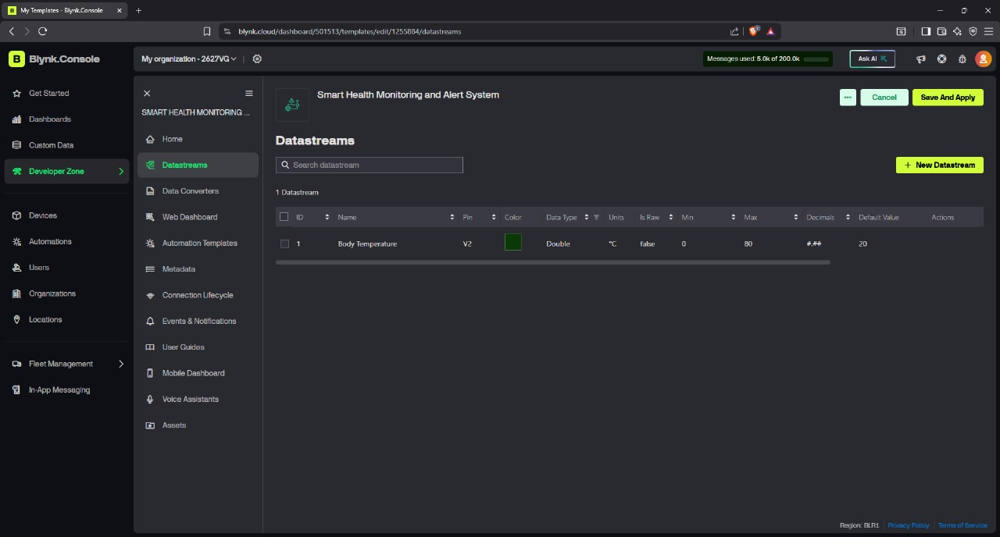 My Templates - Blynk.Console
blynk.cloud/dashboard/501513/templates/edit/1255884/datastreams
B Blynk.Console
My organization - 2627VG
Messages used: 5.0k of 200.0k
Ask AI
Get Started
Dashboards
Custom Data
Developer Zone
Devices
Automations
Users
Organizations
Locations
Fleet Management
In-App Messaging
SMART HEALTH MONITORING ...
Home
Datastreams
Data Converters
Web Dashboard
Automation Templates
Metadata
Connection Lifecycle
Events & Notifications
User Guides
Mobile Dashboard
Voice Assistants
Assets
Smart Health Monitoring and Alert System
Cancel
Save And Apply
Datastreams
Search datastream
+ New Datastream
1 Datastream
ID Name Pin Color Data Type Units Is Raw Min Max Decimals Default Value Actions
1 Body Temperature V2 Double °C false 0 80 #.## 20
Region: BLR1 Privacy Policy Terms of Service